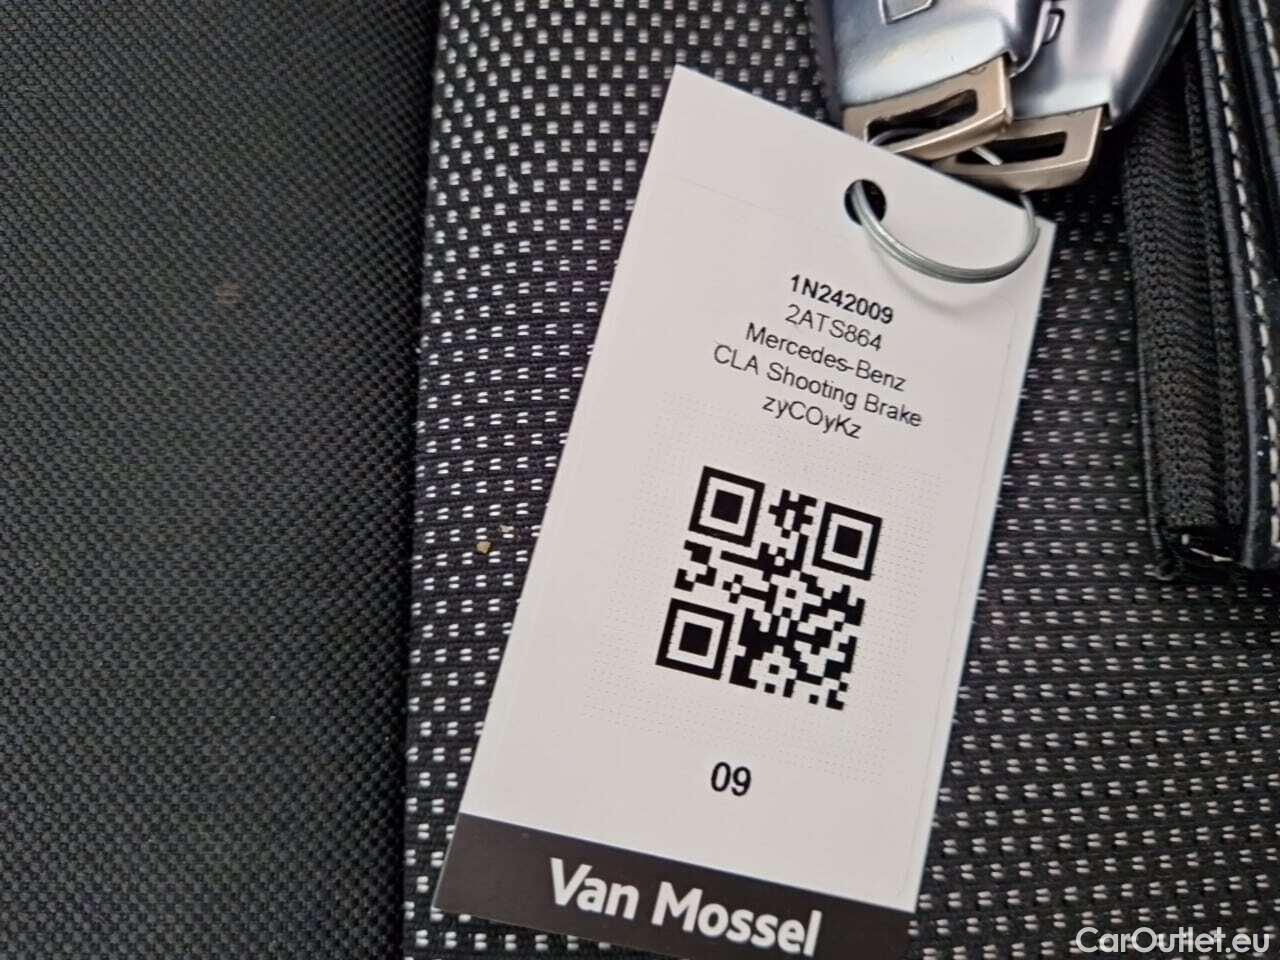 1N242009
2ATS864
Mercedes-Benz
CLA Shooting Brake
zyCOyKz
09
Van Mossel
CarOutlet.eu